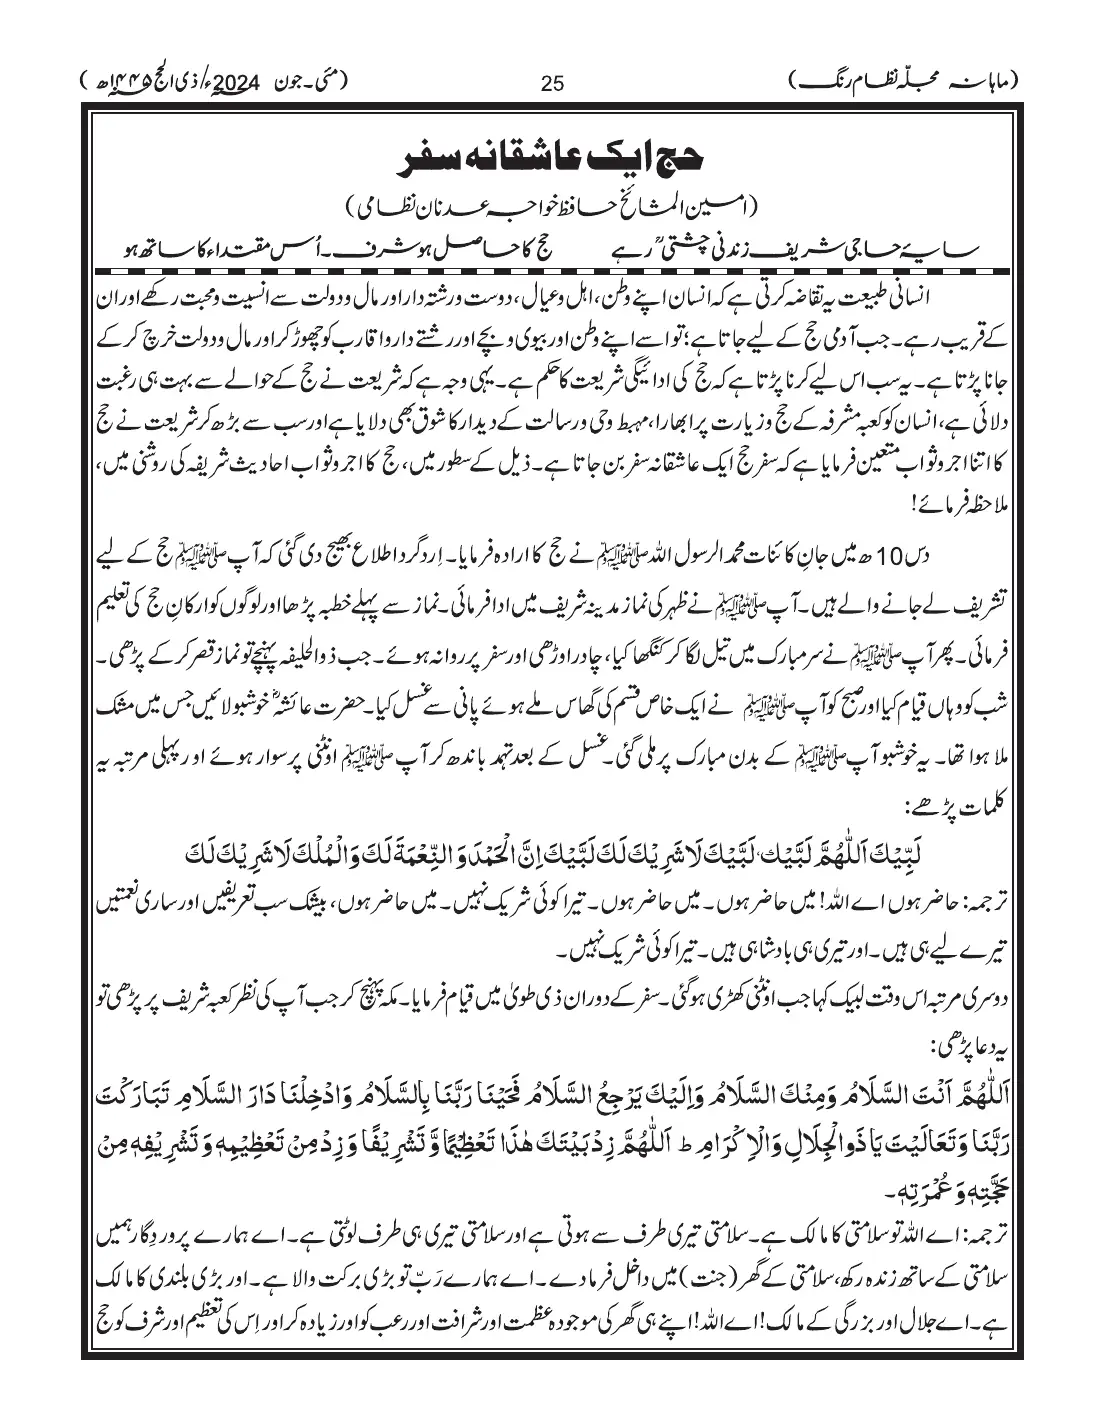 (ماہانہ مجلّہ نظام رنگ) 25 (مئی۔جون 2024ء/ذی الحج ۱۴۴۵ھ)
حج ایک عاشقانہ سفر
(امین المشائخ حافظ خواجہ عدنان نظامی)
سایۂ حاجی شریف زندنی چشتیؒ رہے حج کا حاصل ہو شرف۔اُس مقتداء کا ساتھ ہو
انسانی طبیعت یہ تقاضہ کرتی ہے کہ انسان اپنے وطن، اہل وعیال، دوست ورشتہ دار اور مال و دولت سے انسیت ومحبت رکھے اور ان
کے قریب رہے۔ جب آدمی حج کے لیے جاتا ہے؛ تو اسے اپنے وطن اور بیوی و بچے اور رشتے دار واقارب کو چھوڑ کر اور مال ودولت خرچ کر کے
جانا پڑتا ہے۔ یہ سب اس لیے کرنا پڑتا ہے کہ حج کی ادائیگی شریعت کا حکم ہے۔ یہی وجہ ہے کہ شریعت نے حج کے حوالے سے بہت ہی رغبت
دلائی ہے، انسان کو کعبہ مشرفہ کے حج و زیارت پر ابھارا، مہبط وحی ورسالت کے دیدار کا شوق بھی دلایا ہے اور سب سے بڑھ کر شریعت نے حج
کا اتنا اجر وثواب متعین فرمایا ہے کہ سفر حج ایک عاشقانہ سفر بن جاتا ہے۔ ذیل کے سطور میں، حج کا اجر وثواب احادیث شریفہ کی روشنی میں،
ملاحظہ فرمائے!
دس 10 ھ میں جانِ کائنات محمد الرسول اللہ ﷺ نے حج کا ارادہ فرمایا۔ اِردگرد اطلاع بھیج دی گئی کہ آپ ﷺ حج کے لیے
تشریف لے جانے والے ہیں۔ آپ ﷺ نے ظہر کی نماز مدینہ شریف میں ادا فرمائی۔ نماز سے پہلے خطبہ پڑھا اور لوگوں کو ارکانِ حج کی تعلیم
فرمائی۔ پھر آپ ﷺ نے سر مبارک میں تیل لگا کر کنگھا کیا، چادر اوڑھی اور سفر پر روانہ ہوئے۔ جب ذوالحلیفہ پہنچے تو نماز قصر کر کے پڑھی۔
شب کو وہاں قیام کیا اور صبح کو آپ ﷺ نے ایک خاص قسم کی گھاس ملے ہوئے پانی سے غسل کیا۔ حضرت عائشہؓ خوشبو لائیں جس میں مشک
ملا ہوا تھا۔ یہ خوشبو آپ ﷺ کے بدن مبارک پر ملی گئی۔ غسل کے بعد تہمد باندھ کر آپ ﷺ اونٹنی پر سوار ہوئے اور پہلی مرتبہ یہ
کلمات پڑھے:
لَبَّیْكَ اَللّٰهُمَّ لَبَّیْك، لَبَّیْكَ لَا شَرِیْكَ لَكَ لَبَّیْكَ اِنَّ الْحَمْدَ وَ النِّعْمَةَ لَكَ وَالْمُلْكَ لَا شَرِیْكَ لَكَ
ترجمہ: حاضر ہوں اے اللہ! میں حاضر ہوں۔ میں حاضر ہوں۔ تیرا کوئی شریک نہیں۔ میں حاضر ہوں، بیشک سب تعریفیں اور ساری نعمتیں
تیرے لیے ہی ہیں۔ اور تیری ہی بادشاہی ہیں۔ تیرا کوئی شریک نہیں۔
دوسری مرتبہ اس وقت لبیک کہا جب اونٹنی کھڑی ہوگئی۔ سفر کے دوران ذی طویٰ میں قیام فرمایا۔ مکہ پہنچ کر جب آپ کی نظر کعبہ شریف پر پڑھی تو
یہ دعا پڑھی:
اَللّٰهُمَّ اَنْتَ السَّلَامُ وَمِنْكَ السَّلَامُ وَاِلَیْكَ یَرْجِعُ السَّلَامُ فَحَیِّنَا رَبَّنَا بِالسَّلَامُ وَادْخِلْنَا دَارَ السَّلَامِ تَبَارَكْتَ
رَبَّنَا وَتَعَالَیْتَ یَا ذَوالْجِلَالِ وَالْاِكْرَامِ ط اَللّٰهُمَّ زِدْ بَیْتَكَ هٰذَا تَعْظِیْمًا وَّ تَشْرِیْفًا وَ زِدْ مِنْ تَعْظِیْمِهٖ وَ تَشْرِیْفِهٖ مِنْ
حَجَّتِهٖ وَ عُمْرَتِهٖ۔
ترجمہ: اے اللہ تو سلامتی کا مالک ہے۔ سلامتی تیری طرف سے ہوتی ہے اور سلامتی تیری ہی طرف لوٹتی ہے۔ اے ہمارے پروردِگار ہمیں
سلامتی کے ساتھ زندہ رکھ، سلامتی کے گھر (جنت) میں داخل فرما دے۔ اے ہمارے رَبّ تو بڑی برکت والا ہے۔ اور بڑی بلندی کا مالک
ہے۔ اے جلال اور بزرگی کے مالک! اے اللہ! اپنے ہی گھر کی موجودہ عظمت اور شرافت اور رعب کو اور زیادہ کر اور اِس کی تعظیم اور شرف کو حج